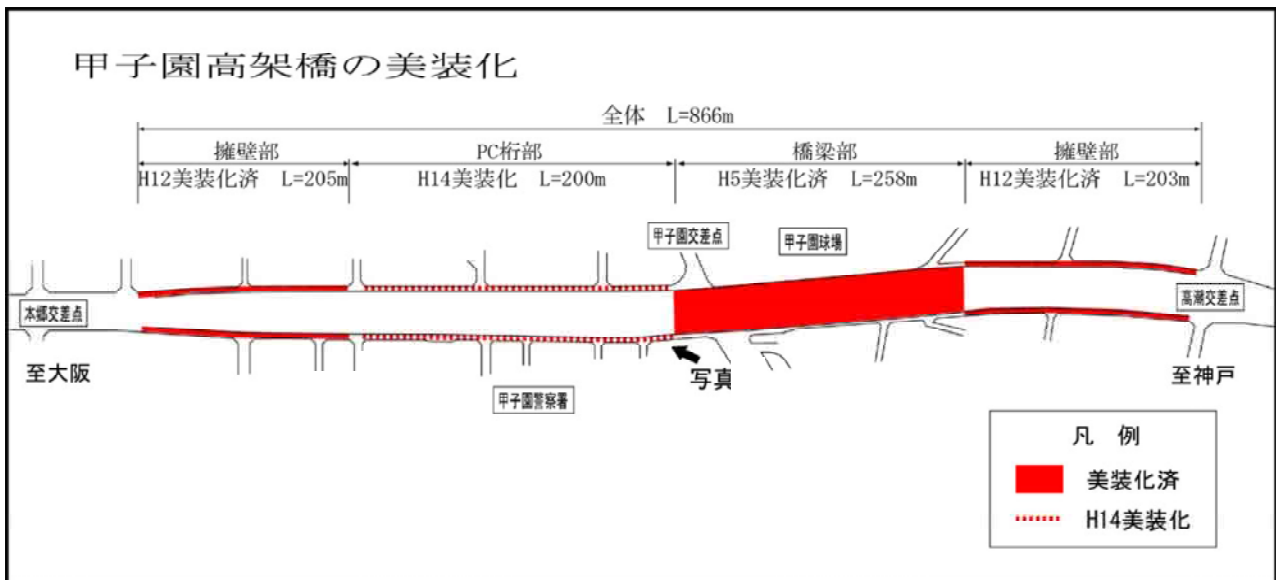 甲子園高架橋の美装化
全体 L=866m
擁壁部 PC桁部 橋梁部 擁壁部
H12美装化済 L=205m H14美装化 L=200m H5美装化済 L=258m H12美装化済 L=203m
甲子園交差点
甲子園球場
本郷交差点
高潮交差点
至大阪
写真
至神戸
甲子園警察署
凡 例
美装化済
H14美装化